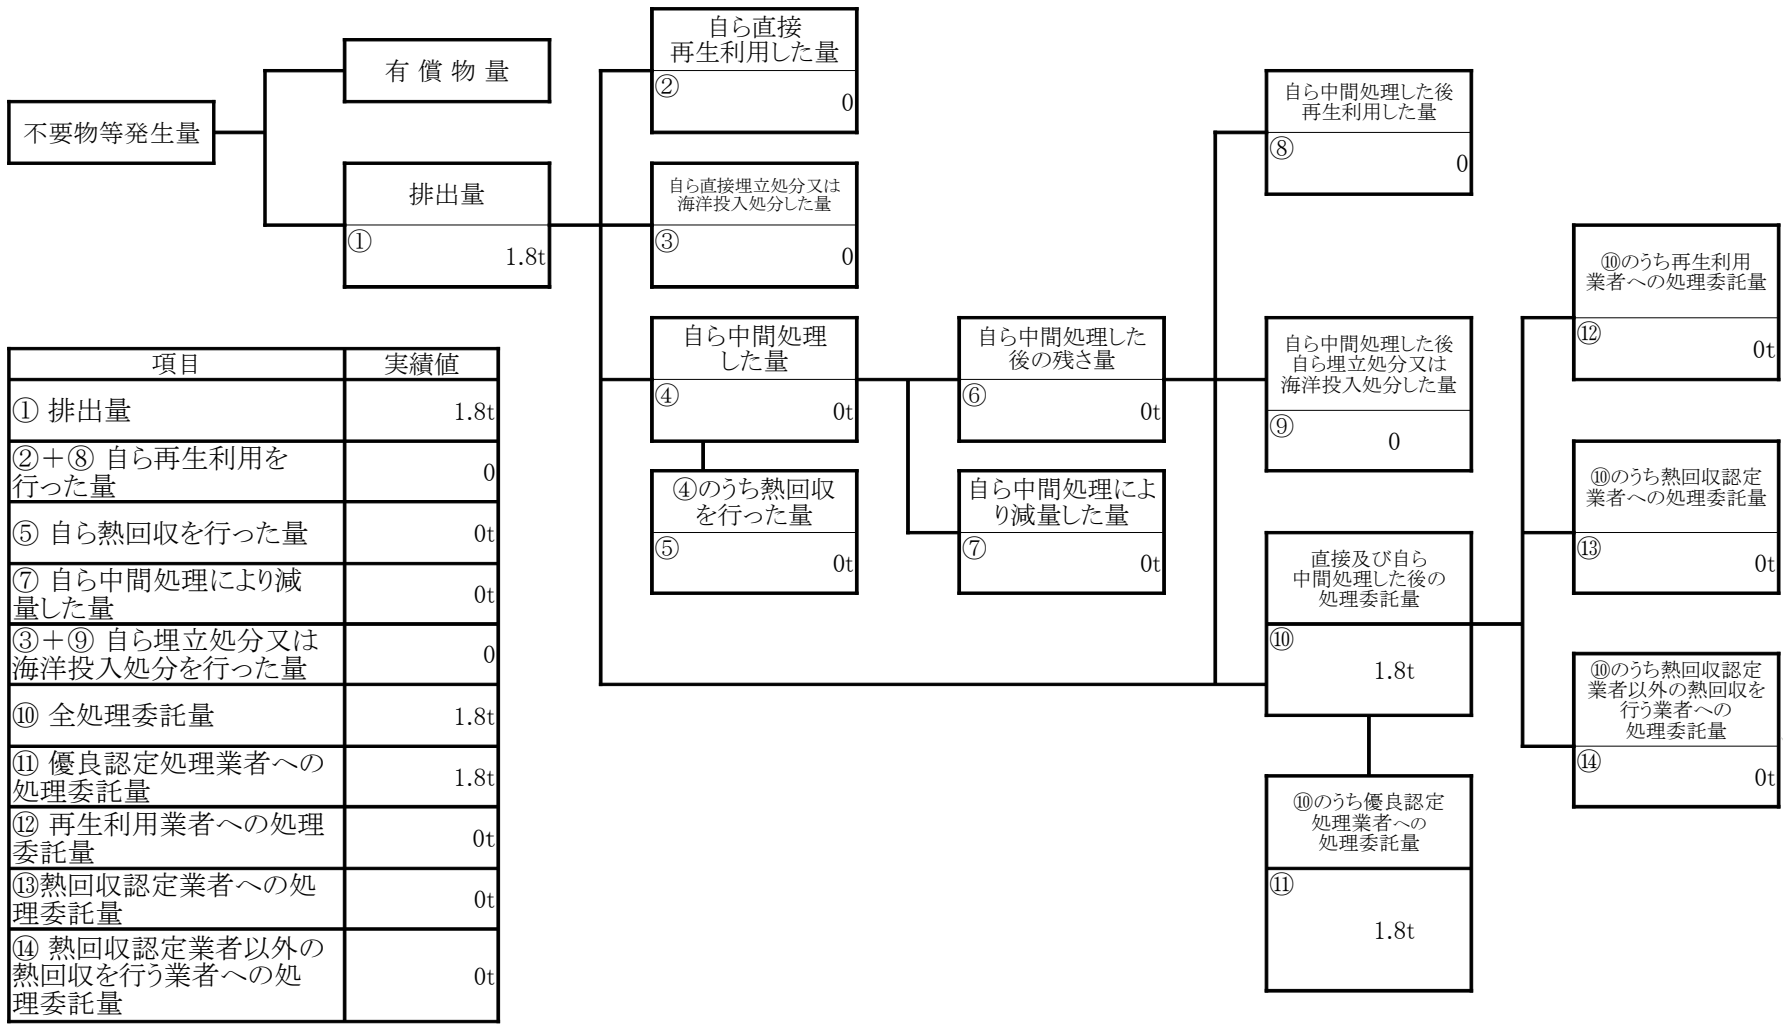 不要物等発生量
有 償 物 量
排出量
①
1.8t
自ら直接
再生利用した量
②
0
自ら直接埋立処分又は
海洋投入処分した量
③
0
自ら中間処理
した量
④
0t
④のうち熱回収
を行った量
⑤
0t
自ら中間処理した
後の残さ量
⑥
0t
自ら中間処理によ
り減量した量
⑦
0t
自ら中間処理した後
再生利用した量
⑧
0
自ら中間処理した後
自ら埋立処分又は
海洋投入処分した量
⑨
0
直接及び自ら
中間処理した後の
処理委託量
⑩
1.8t
⑩のうち優良認定
処理業者への
処理委託量
⑪
1.8t
⑩のうち再生利用
業者への処理委託量
⑫
0t
⑩のうち熱回収認定
業者への処理委託量
⑬
0t
⑩のうち熱回収認定
業者以外の熱回収を
行う業者への
処理委託量
⑭
0t
項目 実績値
① 排出量 1.8t
②＋⑧ 自ら再生利用を
行った量
0
⑤ 自ら熱回収を行った量 0t
⑦ 自ら中間処理により減
量した量
0t
③＋⑨ 自ら埋立処分又は
海洋投入処分を行った量
0
⑩ 全処理委託量 1.8t
⑪ 優良認定処理業者への
処理委託量
1.8t
⑫ 再生利用業者への処理
委託量
0t
⑬熱回収認定業者への処
理委託量
0t
⑭ 熱回収認定業者以外の
熱回収を行う業者への処
理委託量
0t